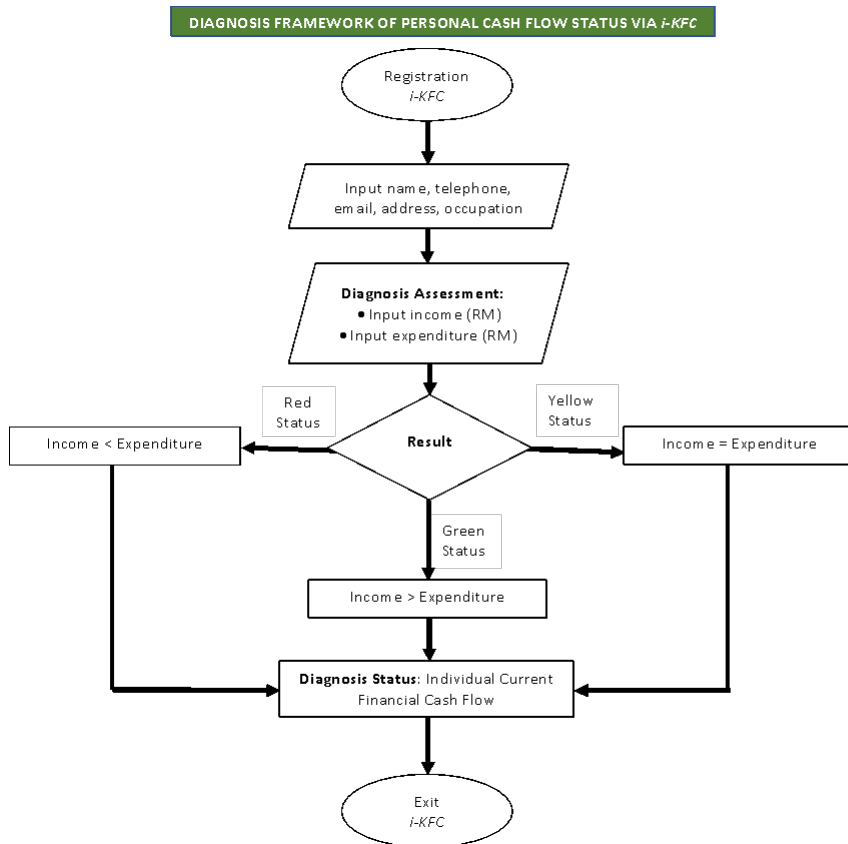 DIAGNOSIS FRAMEWORK OF PERSONAL CASH FLOW STATUS VIA i-KFC
Registration
i-KFC
Input name, telephone,
email, address, occupation
Diagnosis Assessment:
• Input income (RM)
• Input expenditure (RM)
Red
Status
Yellow
Status
Result
Income < Expenditure
Income = Expenditure
Green
Status
Income > Expenditure
Diagnosis Status: Individual Current
Financial Cash Flow
Exit
i-KFC